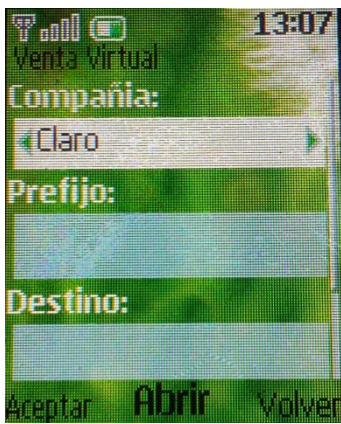 13:07
Venta Virtual
Compañia:
Claro
Prefijo:
Destino:
Aceptar Abrir Volver